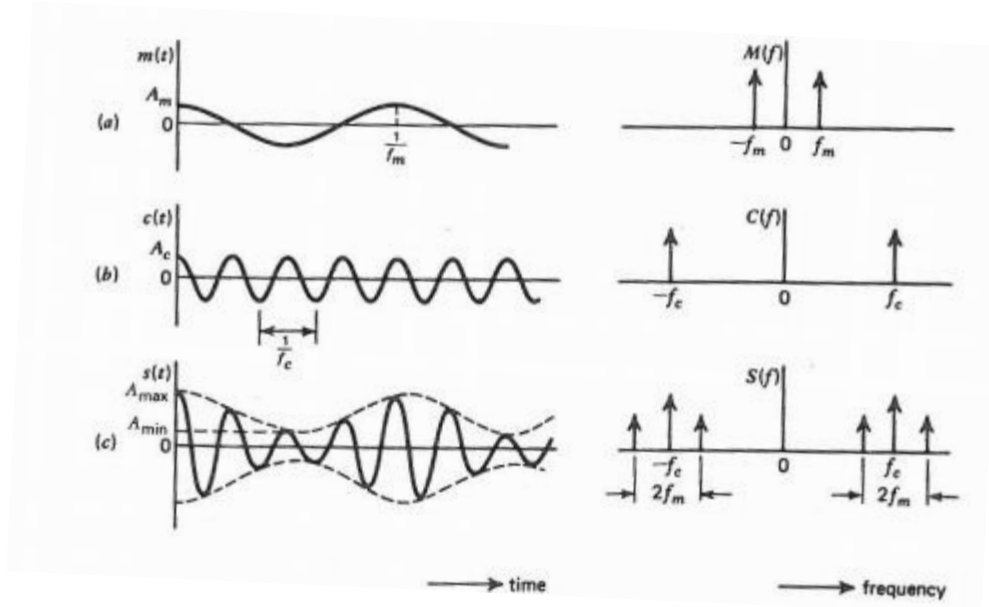 m(t)
A_m
0
(a)
1/f_m
M(f)
−f_m 0 f_m
c(t)
A_c
0
(b)
1/f_c
C(f)
−f_c 0 f_c
s(t)
A_max
A_min
0
(c)
S(f)
−f_c 0 f_c
2f_m 2f_m
time
frequency